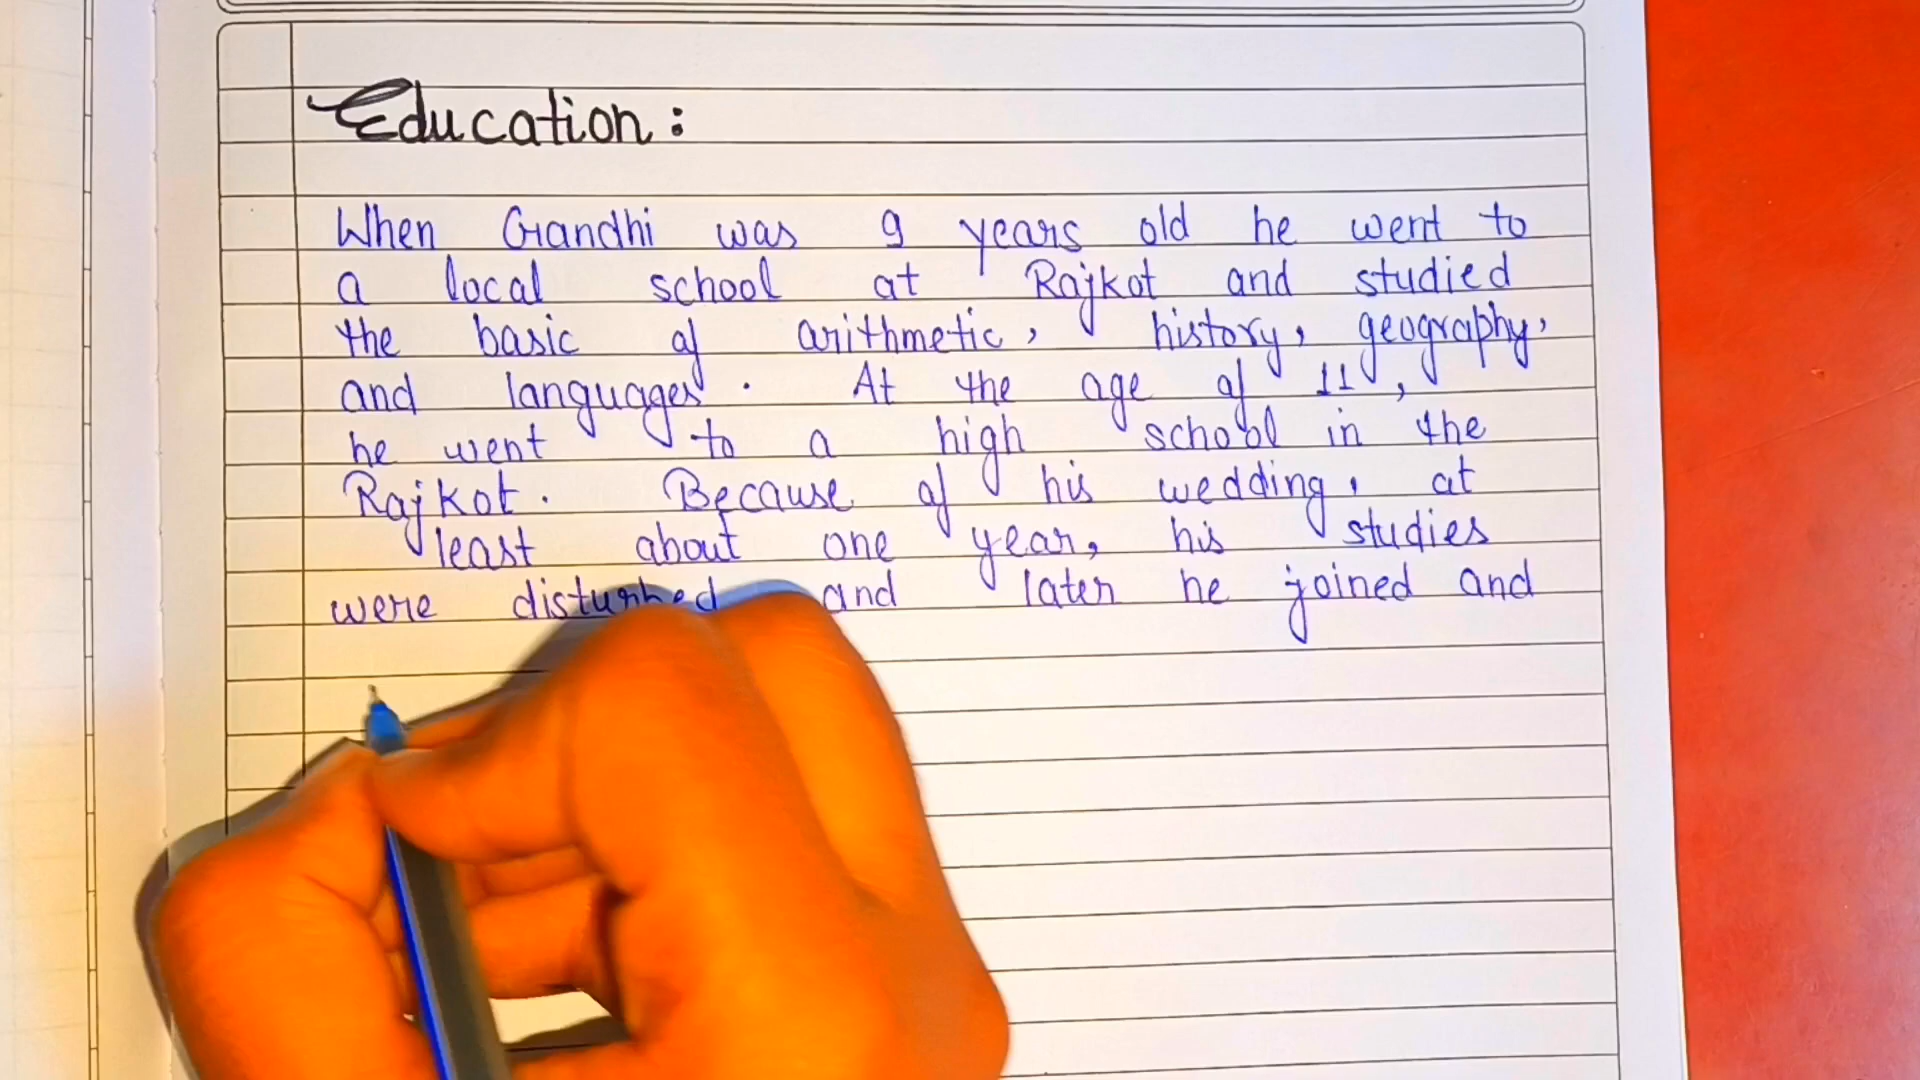 Education :
When Gandhi was 9 years old he went to
a local school at Rajkot and studied
the basic of arithmetic, history, geography,
and languages. At the age of 11,
he went to a high school in the
Rajkot. Because of his wedding, at
least about one year, his studies
were disturbed and later he joined and